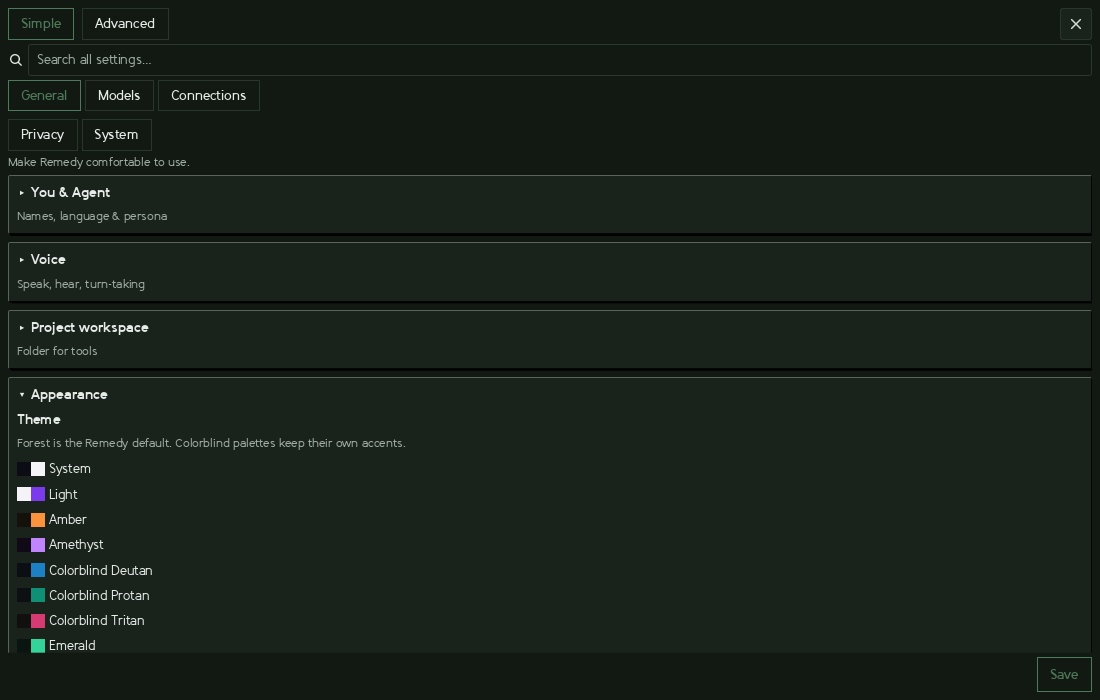 Simple Advanced
Search all settings...
General Models Connections
Privacy System
Make Remedy comfortable to use.
You & Agent
Names, language & persona
Voice
Speak, hear, turn-taking
Project workspace
Folder for tools
Appearance
Theme
Forest is the Remedy default. Colorblind palettes keep their own accents.
System
Light
Amber
Amethyst
Colorblind Deutan
Colorblind Protan
Colorblind Tritan
Emerald
Save